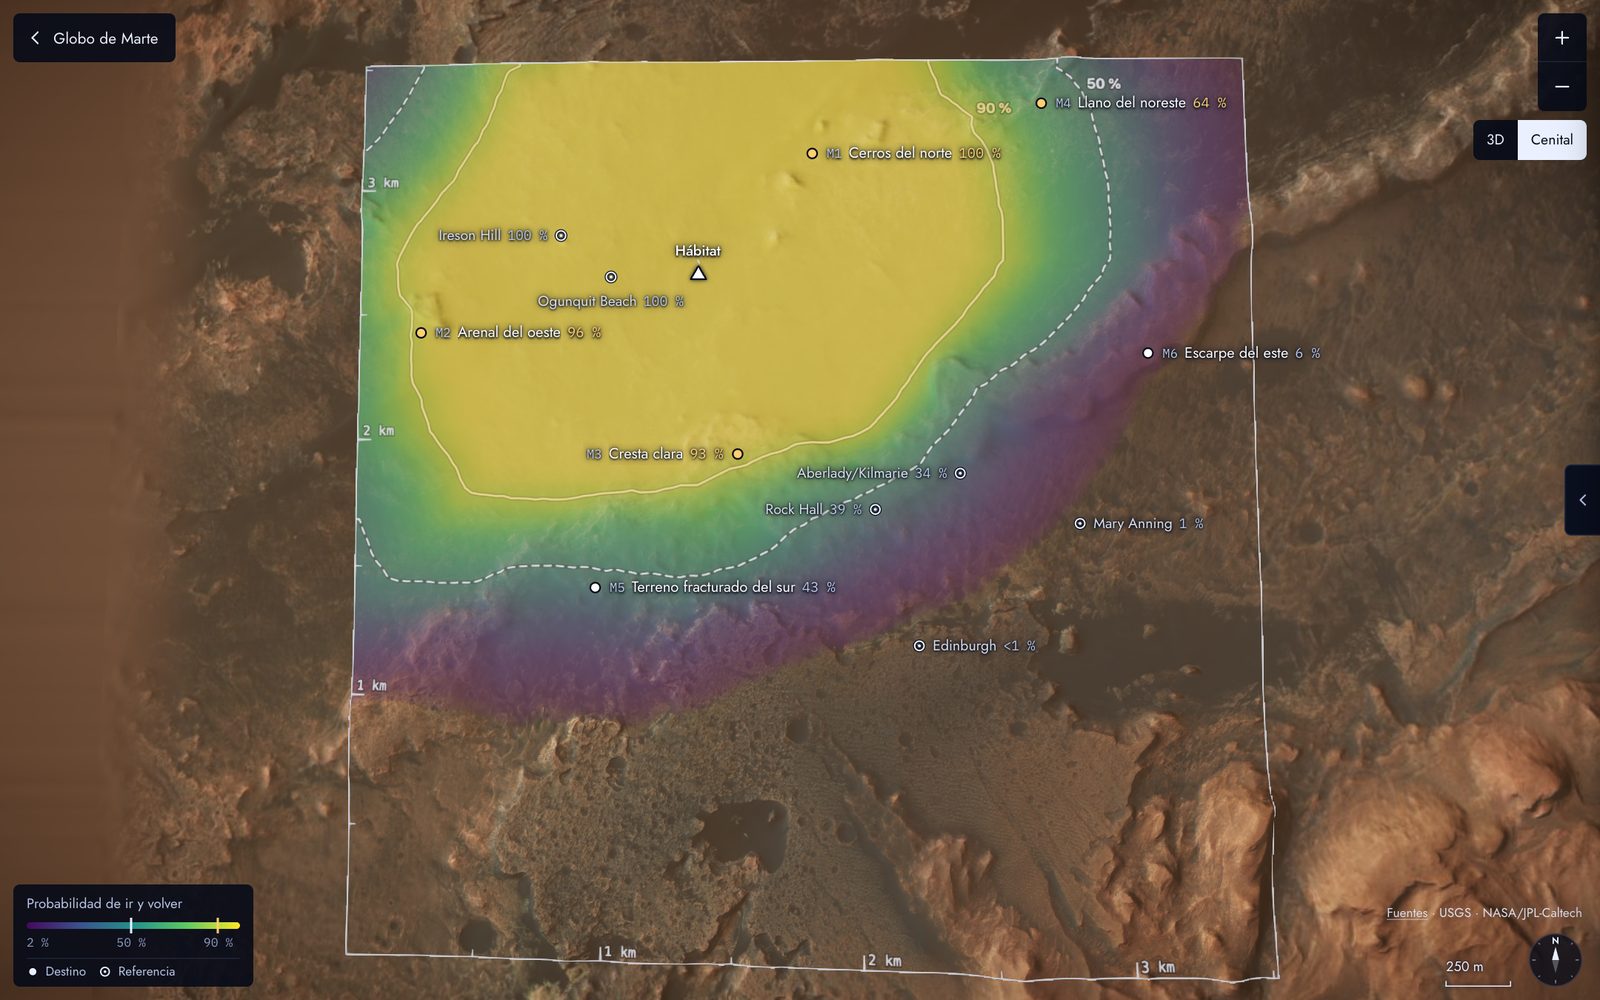 Globo de Marte
+
−
3D Cenital
50 %
90 %
M4 Llano del noreste 64 %
M1 Cerros del norte 100 %
3 km
Ireson Hill 100 %
Hábitat
Ogunquit Beach 100 %
M2 Arenal del oeste 96 %
M6 Escarpe del este 6 %
2 km
M3 Cresta clara 93 %
Aberlady/Kilmarie 34 %
Rock Hall 39 %
Mary Anning 1 %
M5 Terreno fracturado del sur 43 %
Edinburgh <1 %
1 km
Probabilidad de ir y volver
2 % 50 % 90 %
Destino Referencia
1 km
2 km
3 km
Fuentes · USGS · NASA/JPL-Caltech
N
250 m